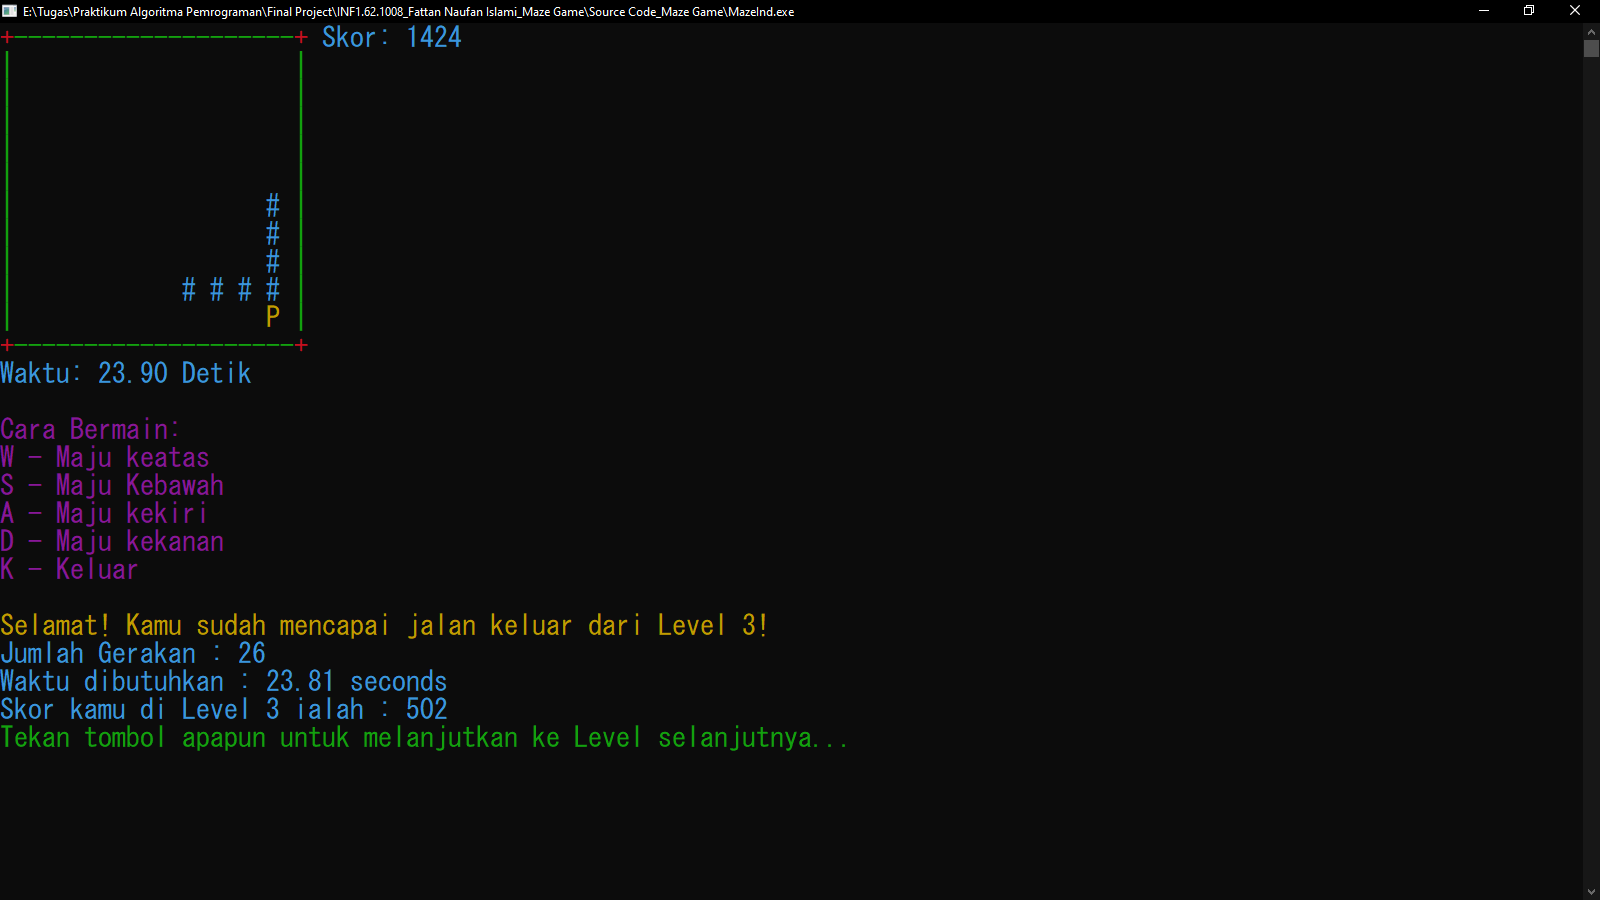 E:\Tugas\Praktikum Algoritma Pemrograman\Final Project\INF1.62.1008_Fattan Naufan Islami_Maze Game\Source Code_Maze Game\MazeInd.exe
+--------------------+ Skor: 1424
|                    |
|                    |
|                    |
|                    |
|                    |
|                  # |
|                  # |
|                  # |
|            # # # # |
|                  P |
+--------------------+
Waktu: 23.90 Detik
Cara Bermain:
W - Maju keatas
S - Maju Kebawah
A - Maju kekiri
D - Maju kekanan
K - Keluar
Selamat! Kamu sudah mencapai jalan keluar dari Level 3!
Jumlah Gerakan : 26
Waktu dibutuhkan : 23.81 seconds
Skor kamu di Level 3 ialah : 502
Tekan tombol apapun untuk melanjutkan ke Level selanjutnya...